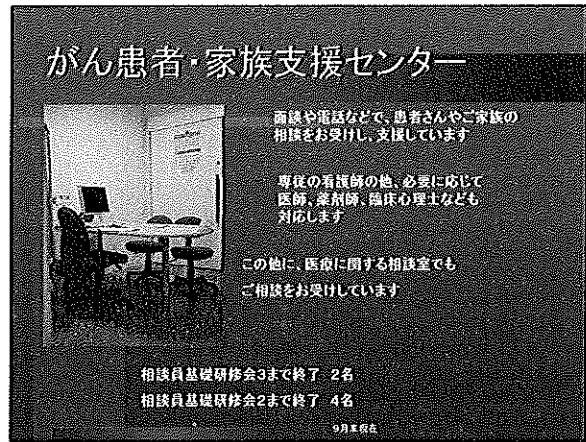 がん患者・家族支援センター
面談や電話などで、患者さんやご家族の
相談をお受けし、支援しています
専従の看護師の他、必要に応じて
医師、薬剤師、臨床心理士なども
対応します
この他に、医療に関する相談室でも
ご相談をお受けしています
相談員基礎研修会3まで終了 2名
相談員基礎研修会2まで終了 4名
9月末現在